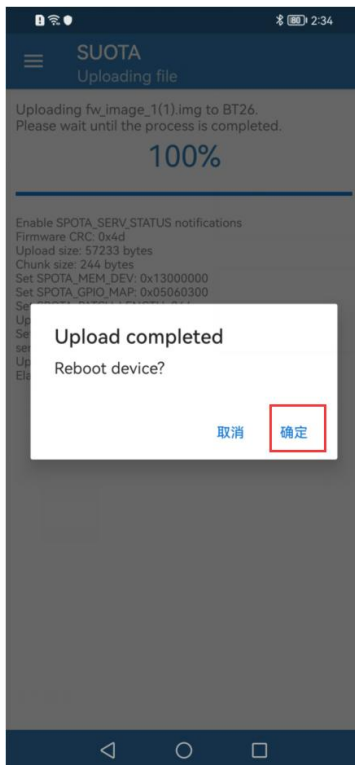 80 2:34
SUOTA
Uploading file
Uploading fw_image_1(1).img to BT26.
Please wait until the process is completed.
100%
Enable SPOTA_SERV_STATUS notifications
Firmware CRC: 0x4d
Upload size: 57233 bytes
Chunk size: 244 bytes
Set SPOTA_MEM_DEV: 0x13000000
Set SPOTA_GPIO_MAP: 0x05060300
Upload completed
Reboot device?
取消 确定